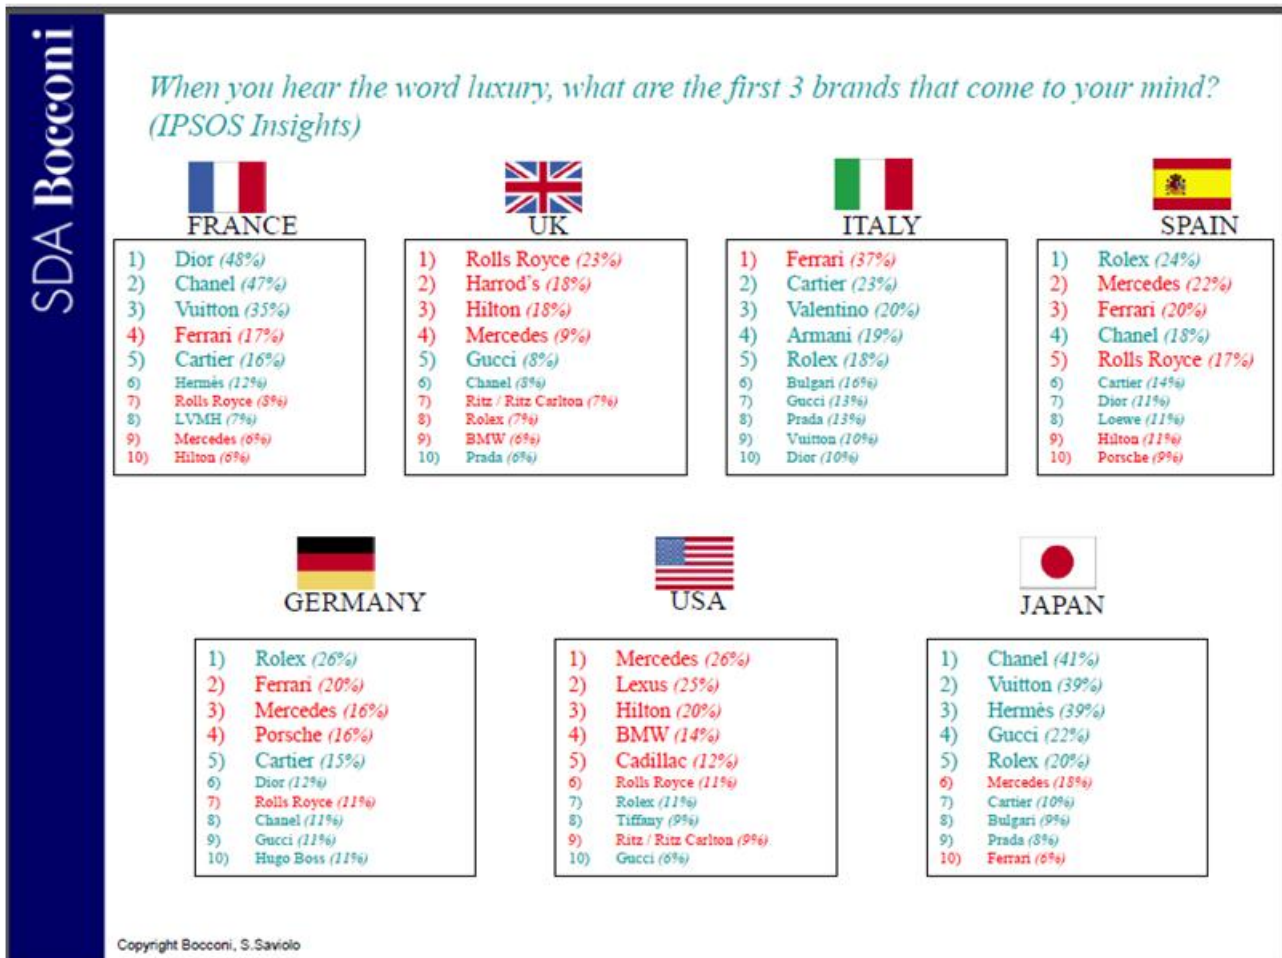 SDA Bocconi
When you hear the word luxury, what are the first 3 brands that come to your mind?
(IPSOS Insights)
FRANCE
1) Dior (48%)
2) Chanel (47%)
3) Vuitton (35%)
4) Ferrari (17%)
5) Cartier (16%)
6) Hermès (12%)
7) Rolls Royce (8%)
8) LVMH (7%)
9) Mercedes (6%)
10) Hilton (6%)
UK
1) Rolls Royce (23%)
2) Harrod's (18%)
3) Hilton (18%)
4) Mercedes (9%)
5) Gucci (8%)
6) Chanel (8%)
7) Ritz / Ritz Carlton (7%)
8) Rolex (7%)
9) BMW (6%)
10) Prada (6%)
ITALY
1) Ferrari (37%)
2) Cartier (23%)
3) Valentino (20%)
4) Armani (19%)
5) Rolex (18%)
6) Bulgari (16%)
7) Gucci (13%)
8) Prada (13%)
9) Vuitton (10%)
10) Dior (10%)
SPAIN
1) Rolex (24%)
2) Mercedes (22%)
3) Ferrari (20%)
4) Chanel (18%)
5) Rolls Royce (17%)
6) Cartier (14%)
7) Dior (11%)
8) Loewe (11%)
9) Hilton (11%)
10) Porsche (9%)
GERMANY
1) Rolex (26%)
2) Ferrari (20%)
3) Mercedes (16%)
4) Porsche (16%)
5) Cartier (15%)
6) Dior (12%)
7) Rolls Royce (11%)
8) Chanel (11%)
9) Gucci (11%)
10) Hugo Boss (11%)
USA
1) Mercedes (26%)
2) Lexus (25%)
3) Hilton (20%)
4) BMW (14%)
5) Cadillac (12%)
6) Rolls Royce (11%)
7) Rolex (11%)
8) Tiffany (9%)
9) Ritz / Ritz Carlton (9%)
10) Gucci (6%)
JAPAN
1) Chanel (41%)
2) Vuitton (39%)
3) Hermès (39%)
4) Gucci (22%)
5) Rolex (20%)
6) Mercedes (18%)
7) Cartier (10%)
8) Bulgari (9%)
9) Prada (8%)
10) Ferrari (6%)
Copyright Bocconi, S.Saviolo